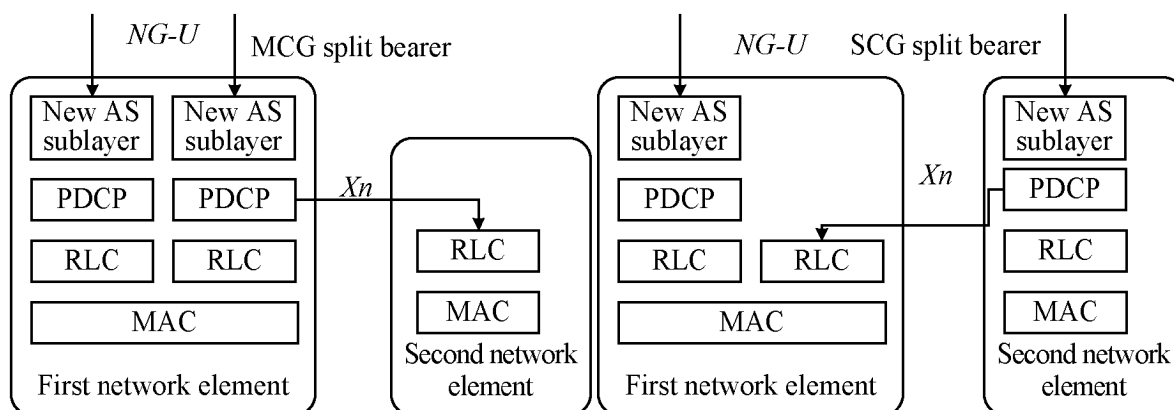 NG-U
MCG split bearer
New AS
sublayer
New AS
sublayer
PDCP
PDCP
RLC
RLC
MAC
First network element
Xn
RLC
MAC
Second network
element
NG-U
SCG split bearer
New AS
sublayer
PDCP
RLC
RLC
MAC
First network element
Xn
New AS
sublayer
PDCP
RLC
MAC
Second network
element